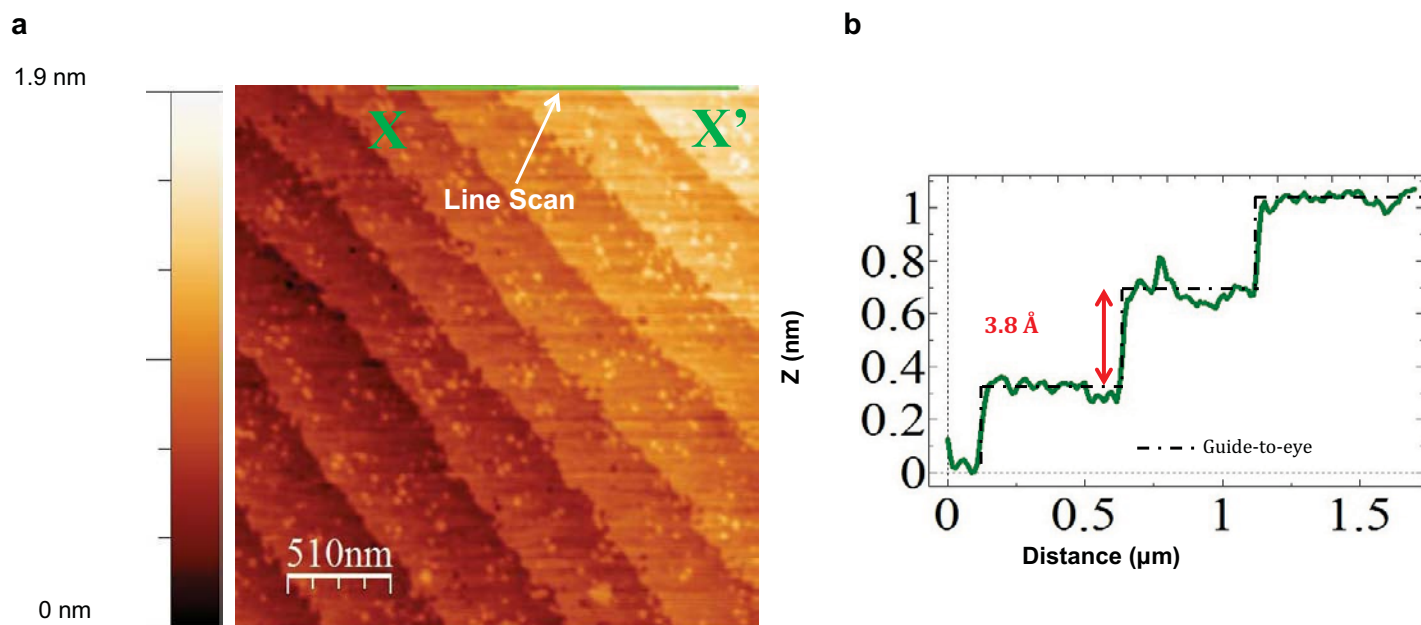 a
1.9 nm
0 nm
X
X’
Line Scan
510nm
b
Z (nm)
1
0.8
0.6
0.4
0.2
0
3.8 Å
Guide-to-eye
0
0.5
1
1.5
Distance (µm)